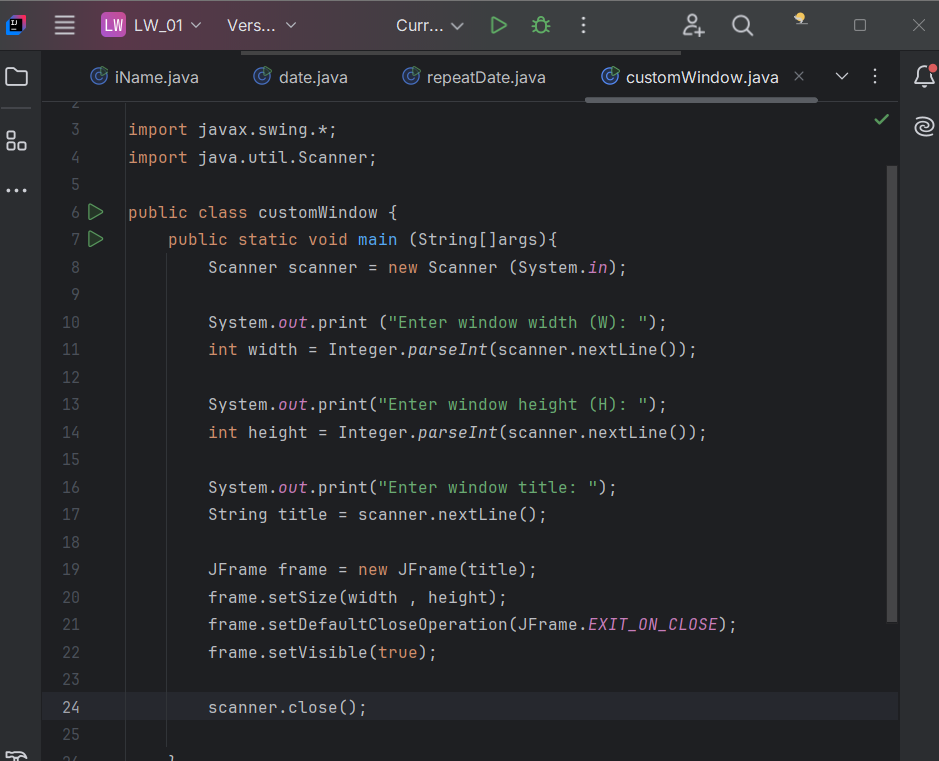 LW LW_01 Vers... Curr...
iName.java date.java repeatDate.java customWindow.java
2
3 import javax.swing.*;
4 import java.util.Scanner;
5
6 public class customWindow {
7 public static void main (String[]args){
8 Scanner scanner = new Scanner (System.in);
9
10 System.out.print ("Enter window width (W): ");
11 int width = Integer.parseInt(scanner.nextLine());
12
13 System.out.print("Enter window height (H): ");
14 int height = Integer.parseInt(scanner.nextLine());
15
16 System.out.print("Enter window title: ");
17 String title = scanner.nextLine();
18
19 JFrame frame = new JFrame(title);
20 frame.setSize(width , height);
21 frame.setDefaultCloseOperation(JFrame.EXIT_ON_CLOSE);
22 frame.setVisible(true);
23
24 scanner.close();
25